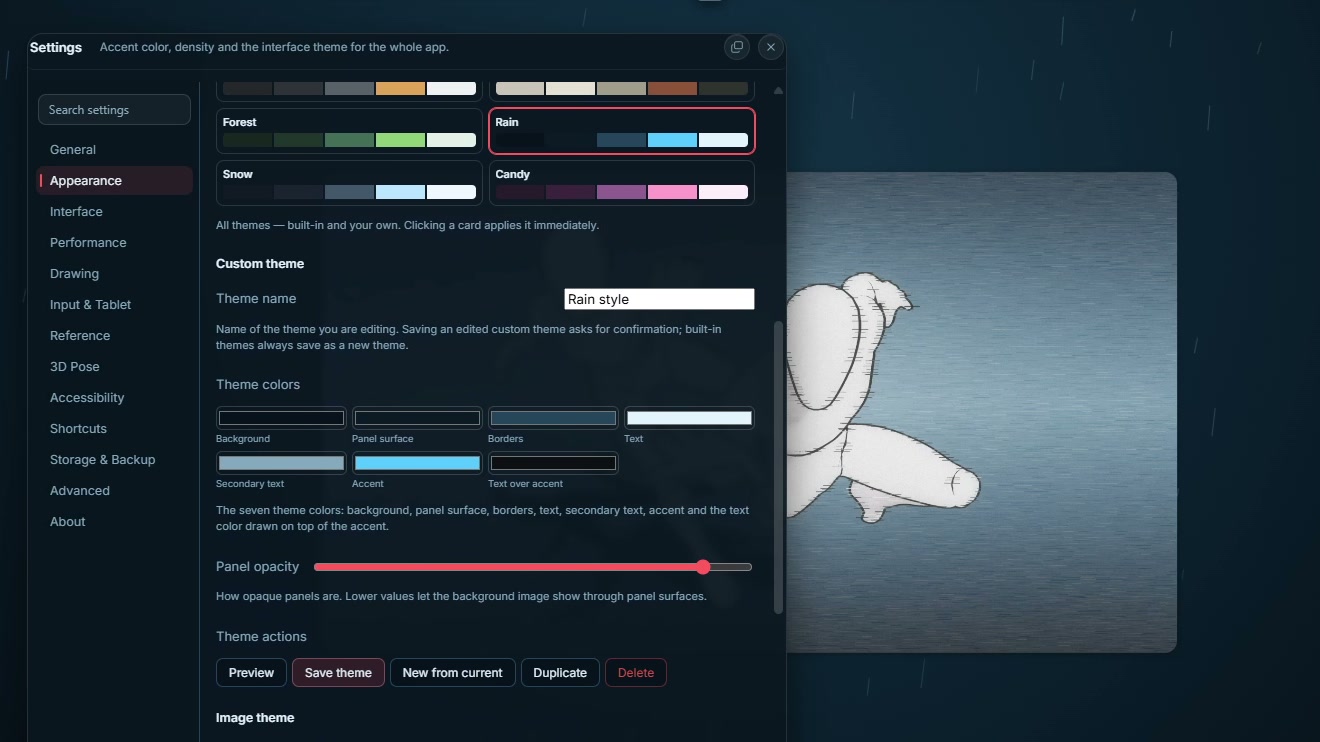 Settings Accent color, density and the interface theme for the whole app.
Search settings
General
Appearance
Interface
Performance
Drawing
Input & Tablet
Reference
3D Pose
Accessibility
Shortcuts
Storage & Backup
Advanced
About
Forest Rain
Snow Candy
All themes — built-in and your own. Clicking a card applies it immediately.
Custom theme
Theme name Rain style
Name of the theme you are editing. Saving an edited custom theme asks for confirmation; built-in
themes always save as a new theme.
Theme colors
Background Panel surface Borders Text
Secondary text Accent Text over accent
The seven theme colors: background, panel surface, borders, text, secondary text, accent and the text
color drawn on top of the accent.
Panel opacity
How opaque panels are. Lower values let the background image show through panel surfaces.
Theme actions
Preview Save theme New from current Duplicate Delete
Image theme